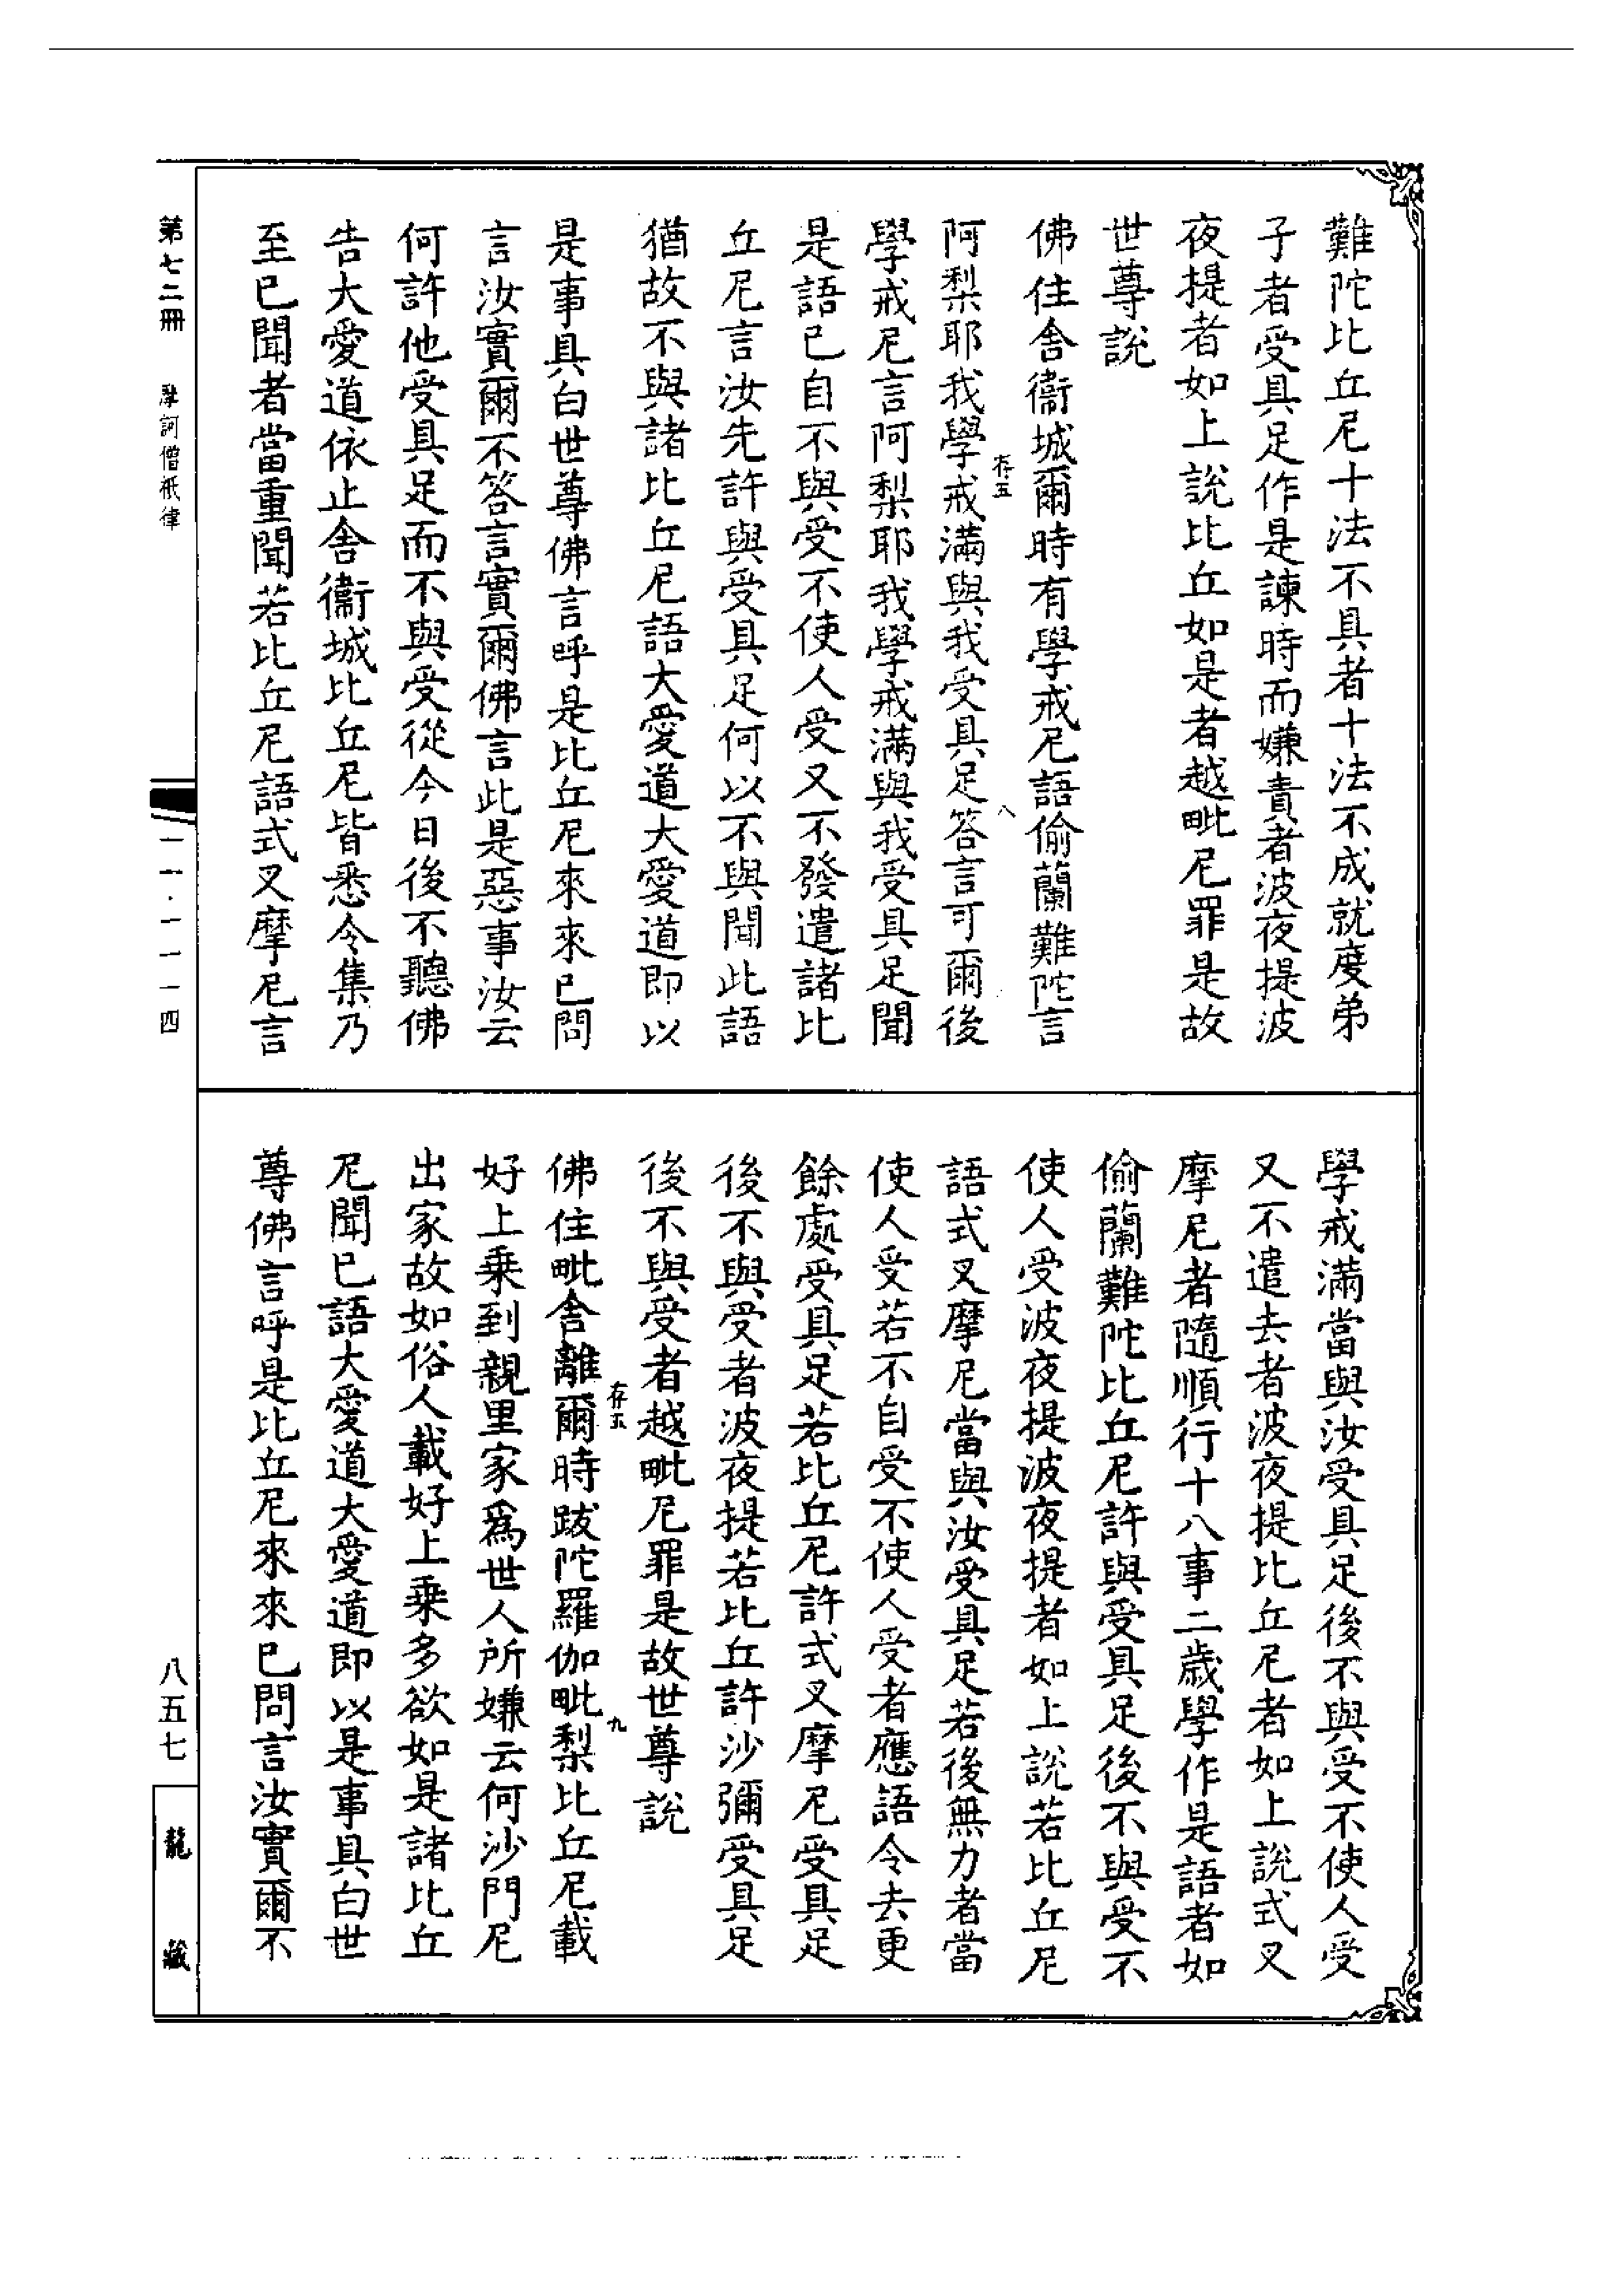 難陀比丘尼十法不具者十法不成就度弟
子者受具足作是諫時而嫌責者波夜提波
夜提者如上說比丘如是者越毗尼罪是故
世尊說
佛住舍衞城爾時有學戒尼語偷蘭難陀言
存五
八
阿梨耶我學戒滿與我受具足答言可爾後
學戒尼言阿梨耶我學戒滿與我受具足聞
是語已自不與受不使人受又不發遣諸比
丘尼言汝先許與受具足何以不與聞此語
猶故不與諸比丘尼語大愛道大愛道即以
是事具白世尊佛言呼是比丘尼來來已問
言汝實爾不答言實爾佛言此是惡事汝云
何許他受具足而不與受從今日後不聽佛
告大愛道依止舍衞城比丘尼皆悉令集乃
至已聞者當重聞若比丘尼語式叉摩尼言
學戒滿當與汝受具足後不與受不使人受
又不遣去者波夜提比丘尼者如上說式叉
摩尼者隨順行十八事二歲學作是語者如
偷蘭難陀比丘尼許與受具足後不與受不
使人受波夜提波夜提者如上說若比丘尼
語式叉摩尼當與汝受具足若後無力者當
使人受若不自受不使人受者應語令去更
餘處受具足若比丘尼許式叉摩尼受具足
後不與受者波夜提若比丘許沙彌受具足
後不與受者越毗尼罪是故世尊說
存五
九
佛住毗舍離爾時跋陀羅伽毗梨比丘尼載
好上乗到親里家爲世人所嫌云何沙門尼
出家故如俗人載好上乗多欲如是諸比丘
尼聞已語大愛道大愛道即以是事具白世
尊佛言呼是比丘尼來來已問言汝實爾不
第七二冊 摩訶僧祇律
一一·一一一四
八五七
龍藏